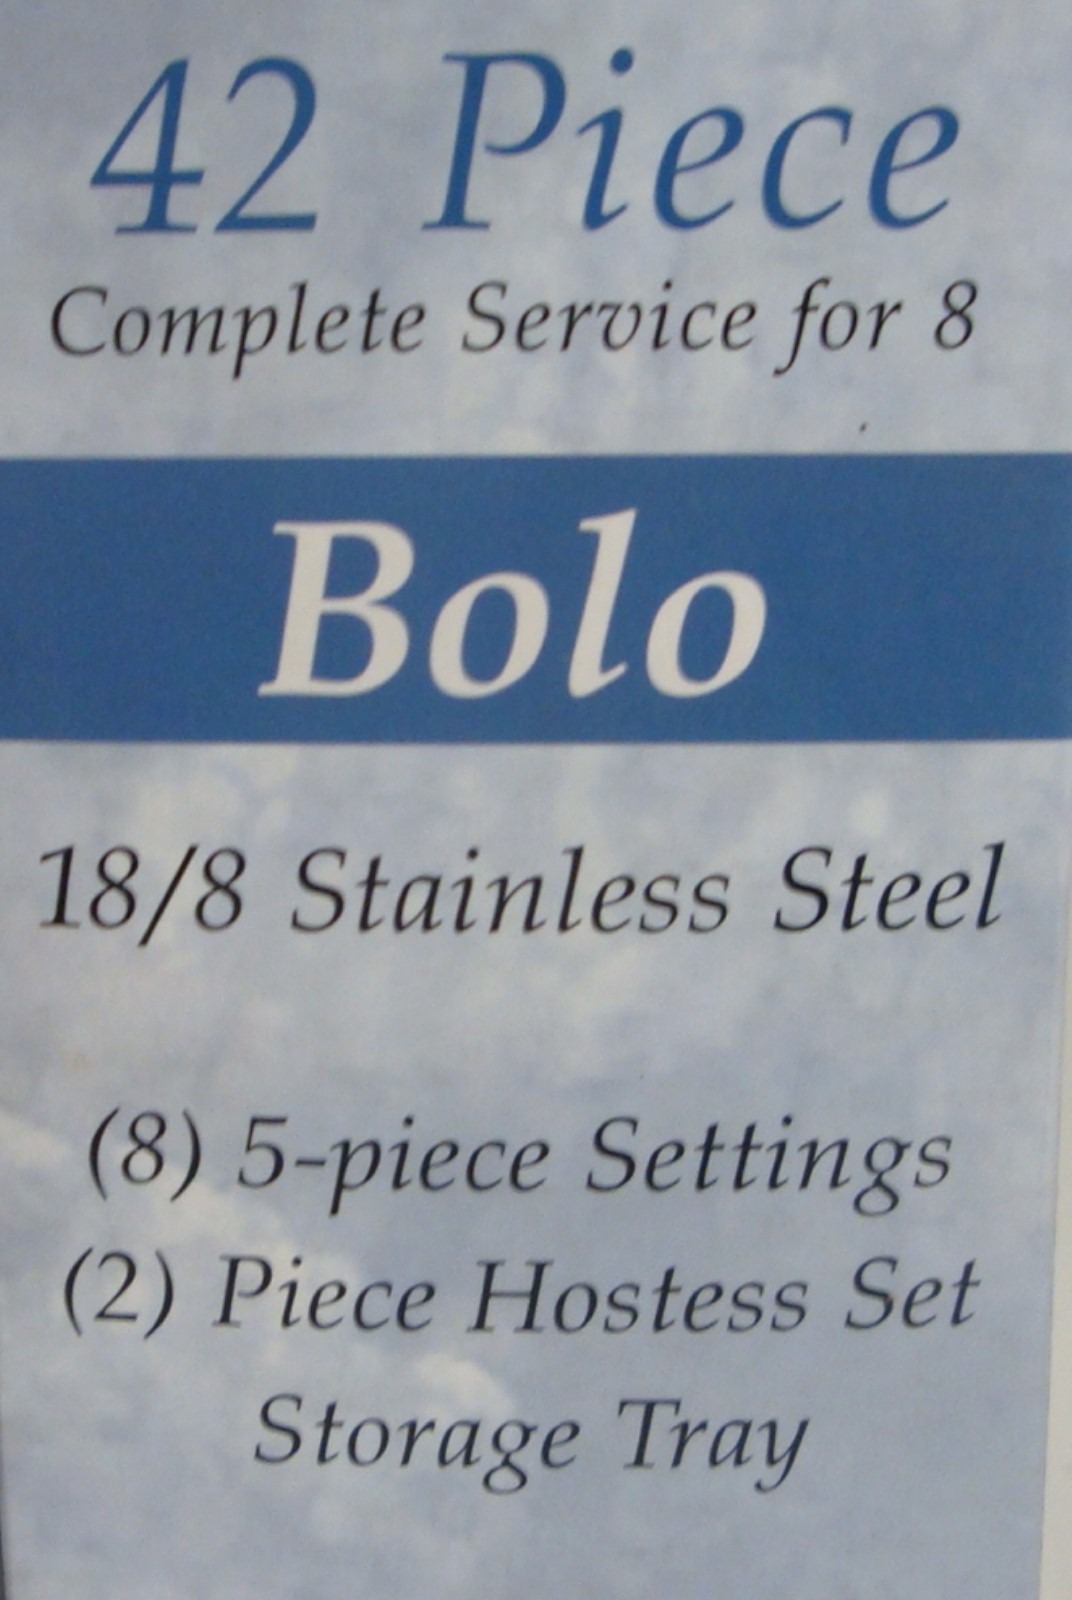 42 Piece
Complete Service for 8
Bolo
18/8 Stainless Steel
(8) 5-piece Settings
(2) Piece Hostess Set
Storage Tray